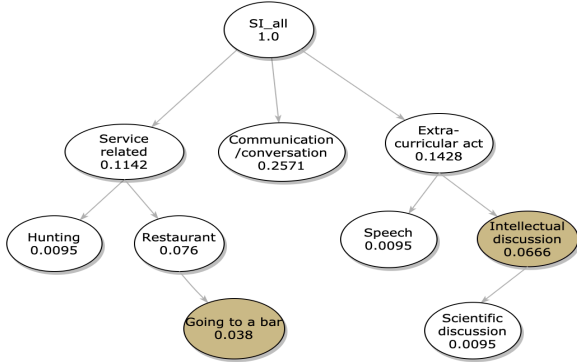 SI_all
1.0
Service
related
0.1142
Communication
/conversation
0.2571
Extra-
curricular act
0.1428
Hunting
0.0095
Restaurant
0.076
Speech
0.0095
Intellectual
discussion
0.0666
Going to a bar
0.038
Scientific
discussion
0.0095